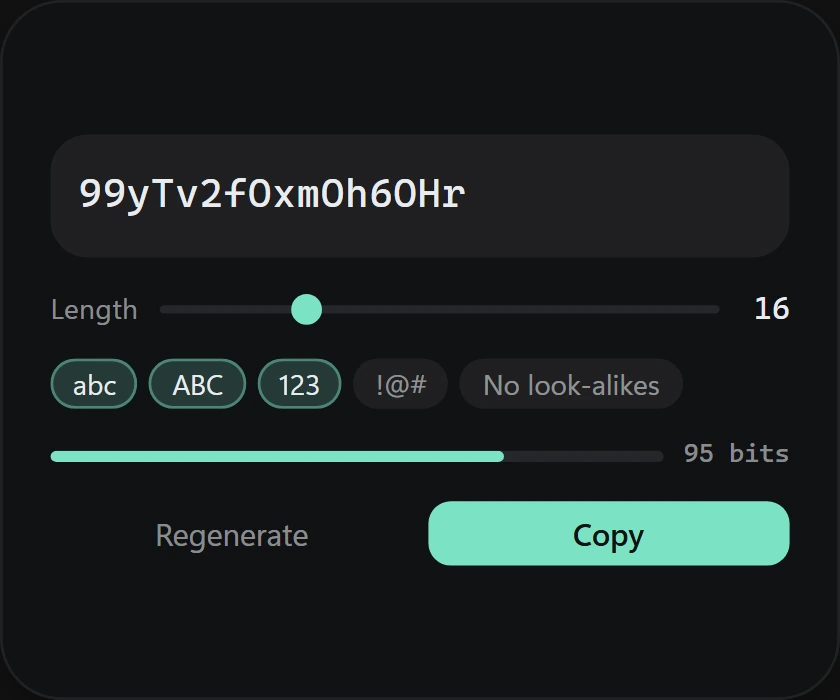 99yTv2fOxmOh6OHr
Length 16
abc ABC 123 !@# No look-alikes
95 bits
Regenerate Copy